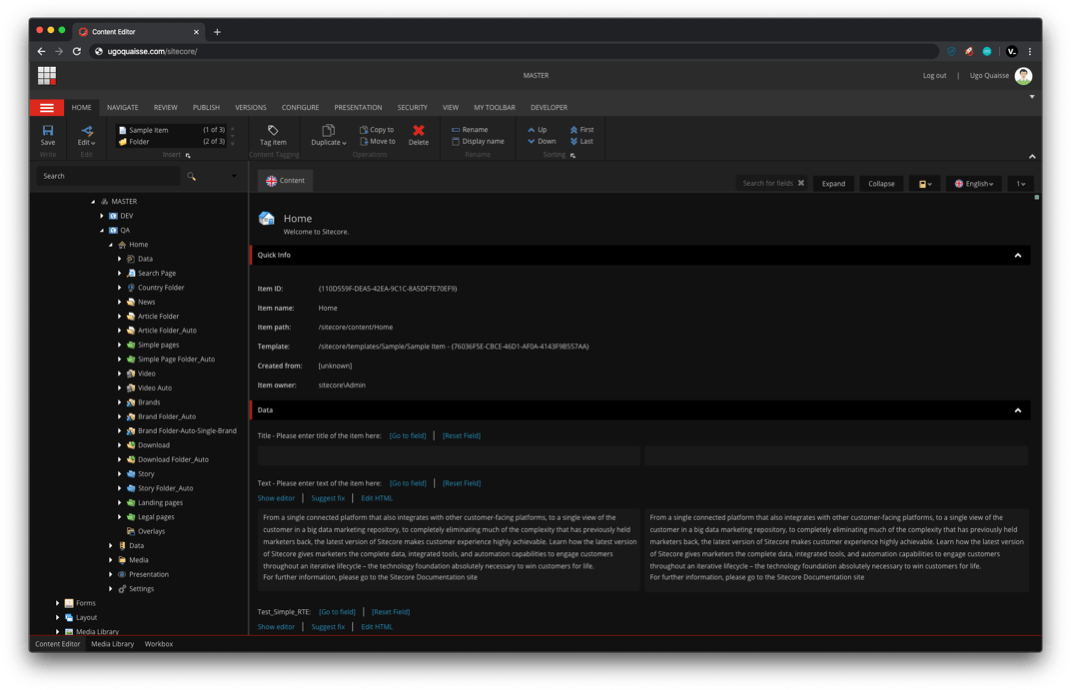 Content Editor
ugoquaisse.com/sitecore/
V_
MASTER
Log out | Ugo Quaisse
HOME NAVIGATE REVIEW PUBLISH VERSIONS CONFIGURE PRESENTATION SECURITY VIEW MY TOOLBAR DEVELOPER
Save
Write
Edit
Edit
Sample Item (1 of 3)
Folder (2 of 3)
Insert
Tag item
Content Tagging
Duplicate
Copy to
Move to
Delete
Operations
Rename
Display name
Rename
Up First
Down Last
Sorting
Search
Content
Search for fields Expand Collapse English 1
MASTER
DEV
QA
Home
Data
Search Page
Country Folder
News
Article Folder
Article Folder_Auto
Simple pages
Simple Page Folder_Auto
Video
Video Auto
Brands
Brand Folder_Auto
Brand Folder-Auto-Single-Brand
Download
Download Folder_Auto
Story
Story Folder_Auto
Landing pages
Legal pages
Overlays
Data
Media
Presentation
Settings
Forms
Layout
Media Library
Home
Welcome to Sitecore.
Quick Info
Item ID: {110D559F-DEA5-42EA-9C1C-8A5DF7E70EF9}
Item name: Home
Item path: /sitecore/content/Home
Template: /sitecore/templates/Sample/Sample Item - {76036F5E-CBCE-46D1-AF0A-4143F9B557AA}
Created from: [unknown]
Item owner: sitecore\Admin
Data
Title - Please enter title of the item here: [Go to field] | [Reset Field]
Text - Please enter text of the item here: [Go to field] | [Reset Field]
Show editor | Suggest fix | Edit HTML
From a single connected platform that also integrates with other customer-facing platforms, to a single view of the
customer in a big data marketing repository, to completely eliminating much of the complexity that has previously held
marketers back, the latest version of Sitecore makes customer experience highly achievable. Learn how the latest version
of Sitecore gives marketers the complete data, integrated tools, and automation capabilities to engage customers
throughout an iterative lifecycle – the technology foundation absolutely necessary to win customers for life.
For further information, please go to the Sitecore Documentation site
From a single connected platform that also integrates with other customer-facing platforms, to a single view of the
customer in a big data marketing repository, to completely eliminating much of the complexity that has previously held
marketers back, the latest version of Sitecore makes customer experience highly achievable. Learn how the latest version
of Sitecore gives marketers the complete data, integrated tools, and automation capabilities to engage customers
throughout an iterative lifecycle – the technology foundation absolutely necessary to win customers for life.
For further information, please go to the Sitecore Documentation site
Test_Simple_RTE: [Go to field] | [Reset Field]
Show editor | Suggest fix | Edit HTML
Content Editor Media Library Workbox